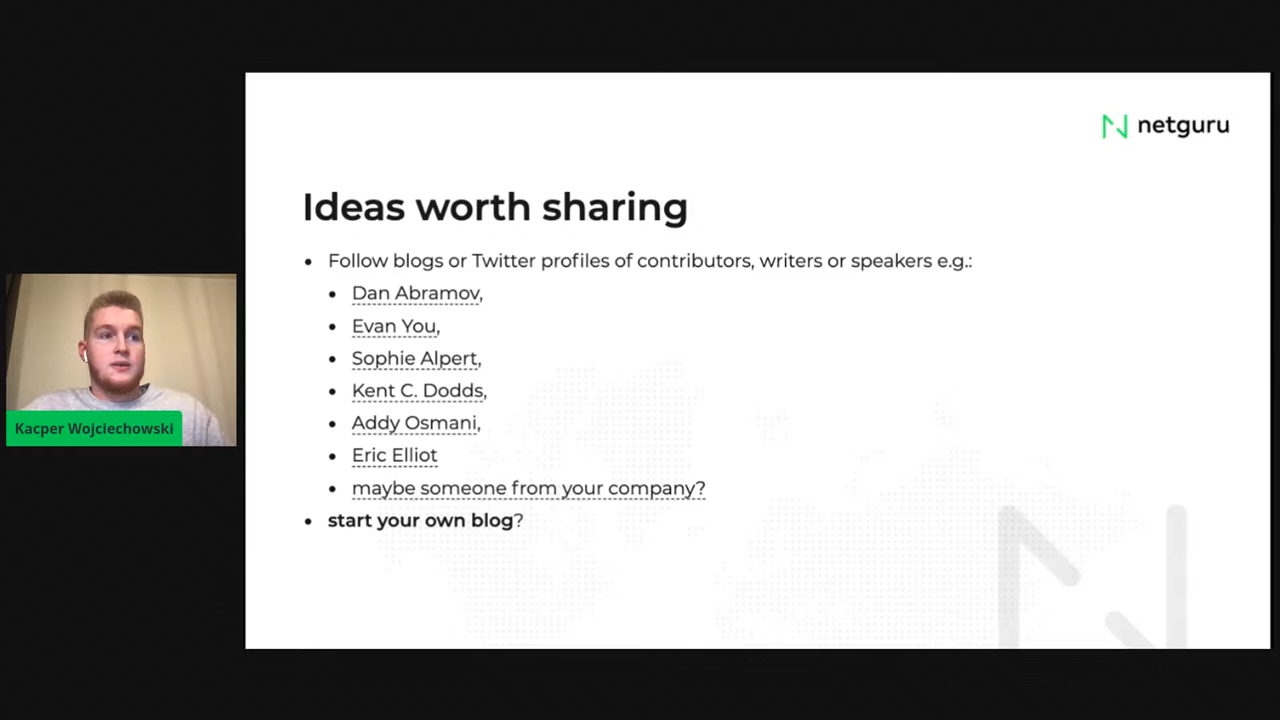 netguru
Ideas worth sharing
Follow blogs or Twitter profiles of contributors, writers or speakers e.g.:
Dan Abramov,
Evan You,
Sophie Alpert,
Kent C. Dodds,
Addy Osmani,
Eric Elliot
maybe someone from your company?
start your own blog?
Kacper Wojciechowski